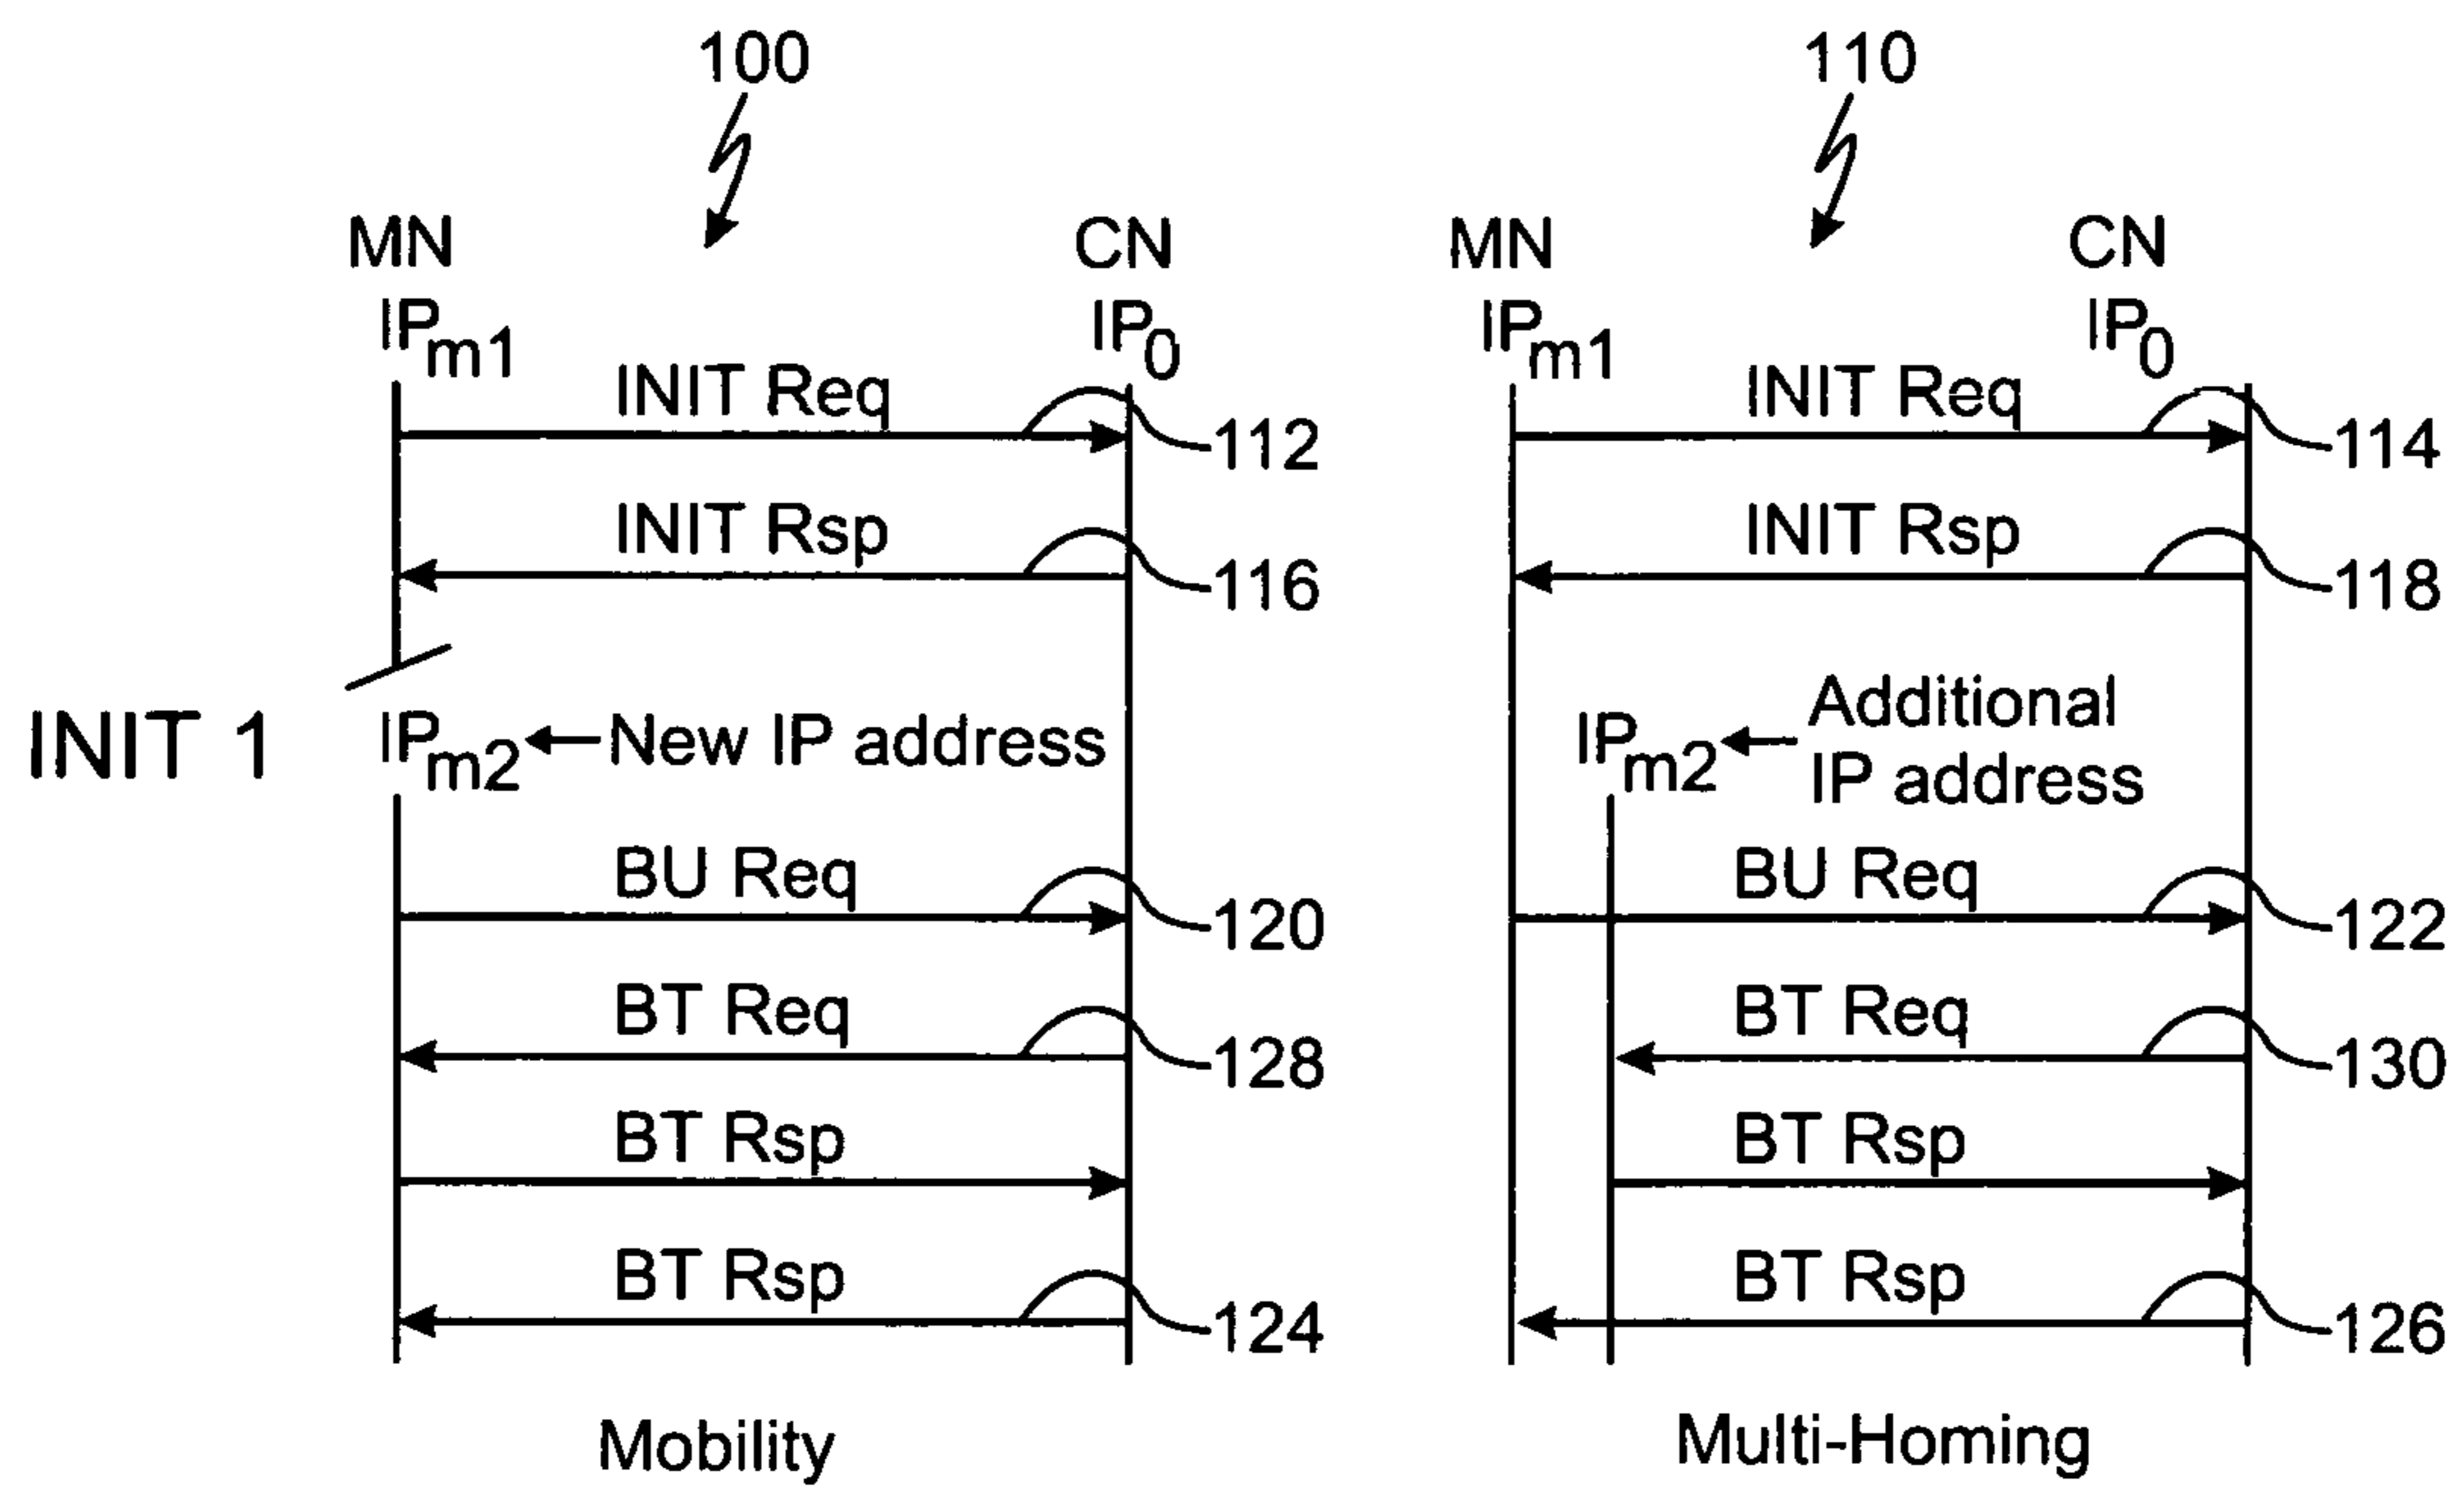 100
110
MN
CN
MN
CN
IPm1
IP0
IPm1
IP0
INIT Req
112
INIT Req
114
INIT Rsp
116
INIT Rsp
118
INIT 1
IPm2
New IP address
IPm2
Additional
IP address
BU Req
120
BU Req
122
BT Req
128
BT Req
130
BT Rsp
BT Rsp
BT Rsp
124
BT Rsp
126
Mobility
Multi-Homing